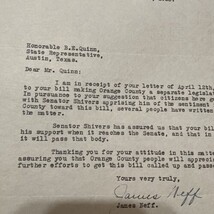 Honorable B.E.Quinn,
State Representative,
Austin, Texas.
Dear Mr. Quinn:
I am in receipt of your letter of April 12th,
to your bill making Orange County a separate legisla
In pursuance to your suggestion that citizens here g
with Senator Shivers apprising him of the sentiment o
County toward this bill, several people have written
the matter.
Senator Shivers has assured us that your bil
his support when it reaches the Senate, and that in
it will pass that body.
Thanking you for your attitude in this matter
assuring you that Orange County people will appreci
further efforts to get this bill called up and pass
Yours very truly,
James Neff
James Neff.